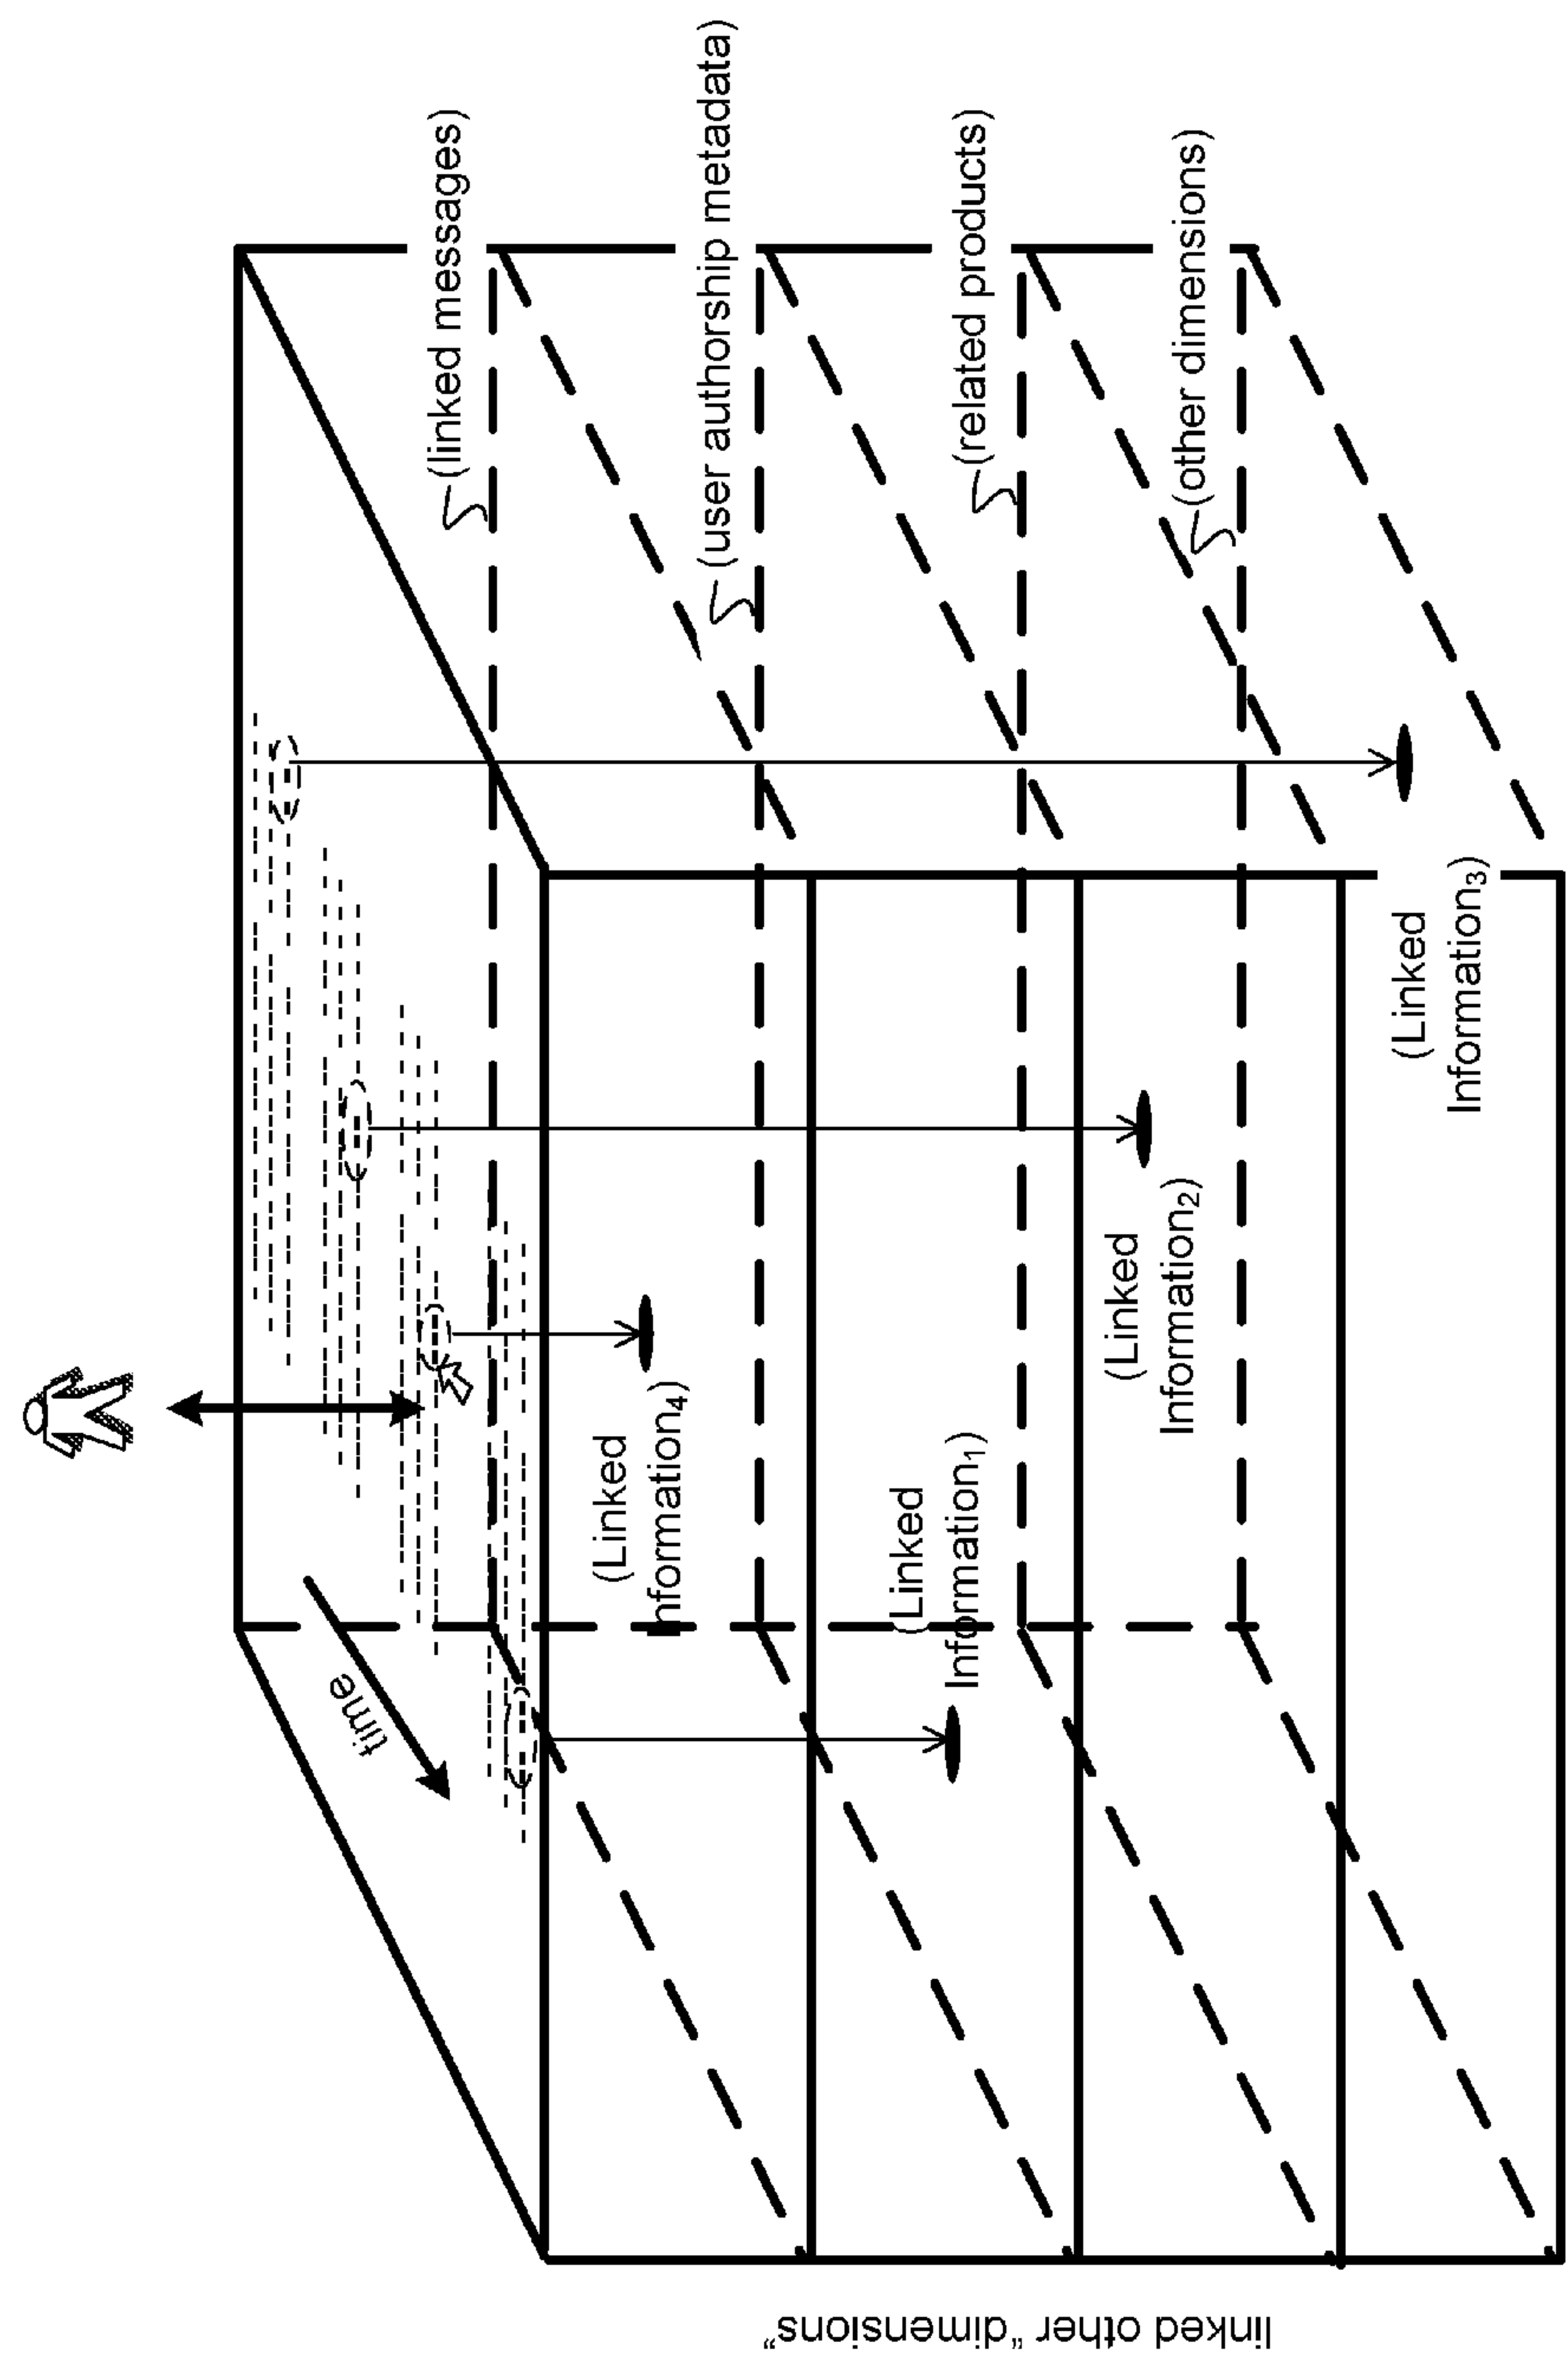 (linked messages)
(user authorship metadata)
(related products)
(other dimensions)
time
(Linked
Information₄)
(Linked
Information₁)
(Linked
Information₂)
(Linked
Information₃)
linked other “dimensions”